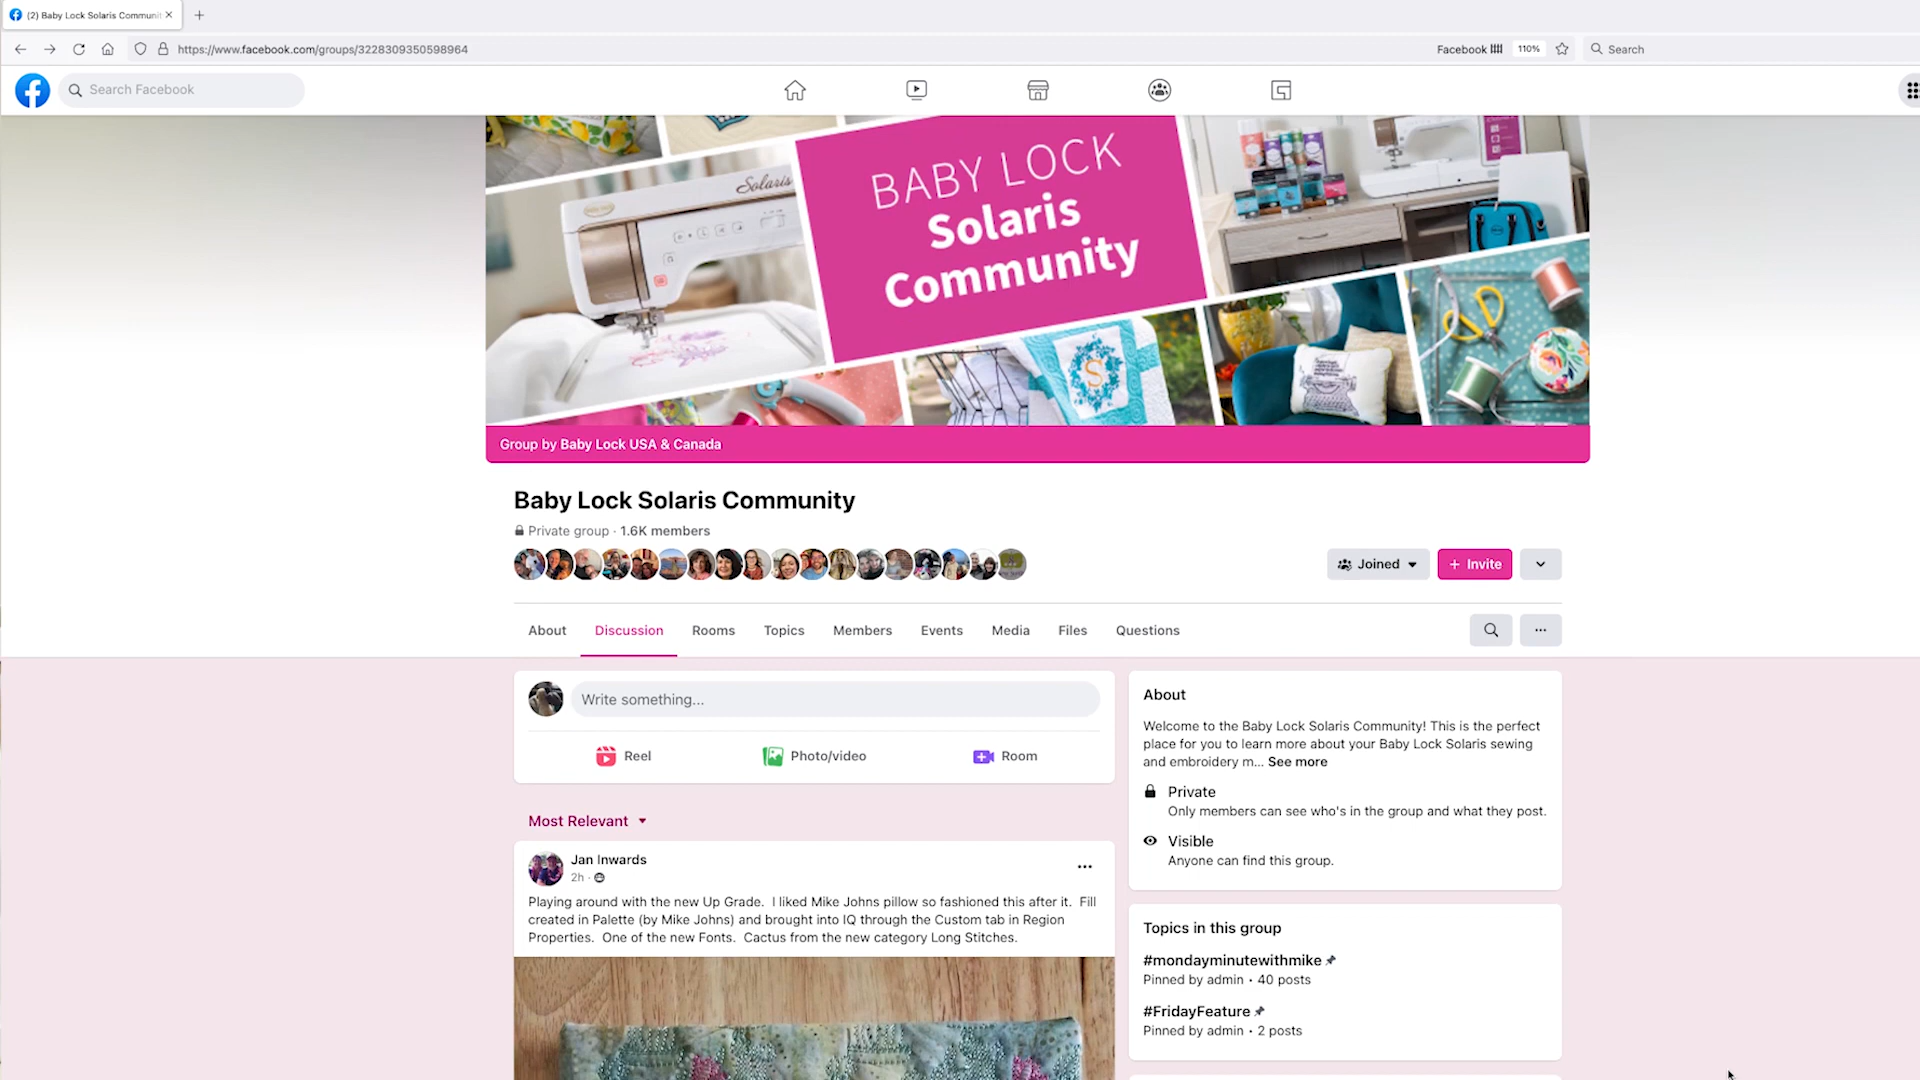 (2) Baby Lock Solaris Communit
https://www.facebook.com/groups/3228309350598964
Facebook
110%
Search
Search Facebook
Solaris
BABY LOCK
Solaris
Community
S
Group by Baby Lock USA & Canada
Baby Lock Solaris Community
Private group · 1.6K members
Joined
+ Invite
About
Discussion
Rooms
Topics
Members
Events
Media
Files
Questions
Write something...
Reel
Photo/video
Room
Most Relevant
Jan Inwards
2h ·
Playing around with the new Up Grade. I liked Mike Johns pillow so fashioned this after it. Fill
created in Palette (by Mike Johns) and brought into IQ through the Custom tab in Region
Properties. One of the new Fonts. Cactus from the new category Long Stitches.
About
Welcome to the Baby Lock Solaris Community! This is the perfect
place for you to learn more about your Baby Lock Solaris sewing
and embroidery m... See more
Private
Only members can see who's in the group and what they post.
Visible
Anyone can find this group.
Topics in this group
#mondayminutewithmike
Pinned by admin • 40 posts
#FridayFeature
Pinned by admin • 2 posts